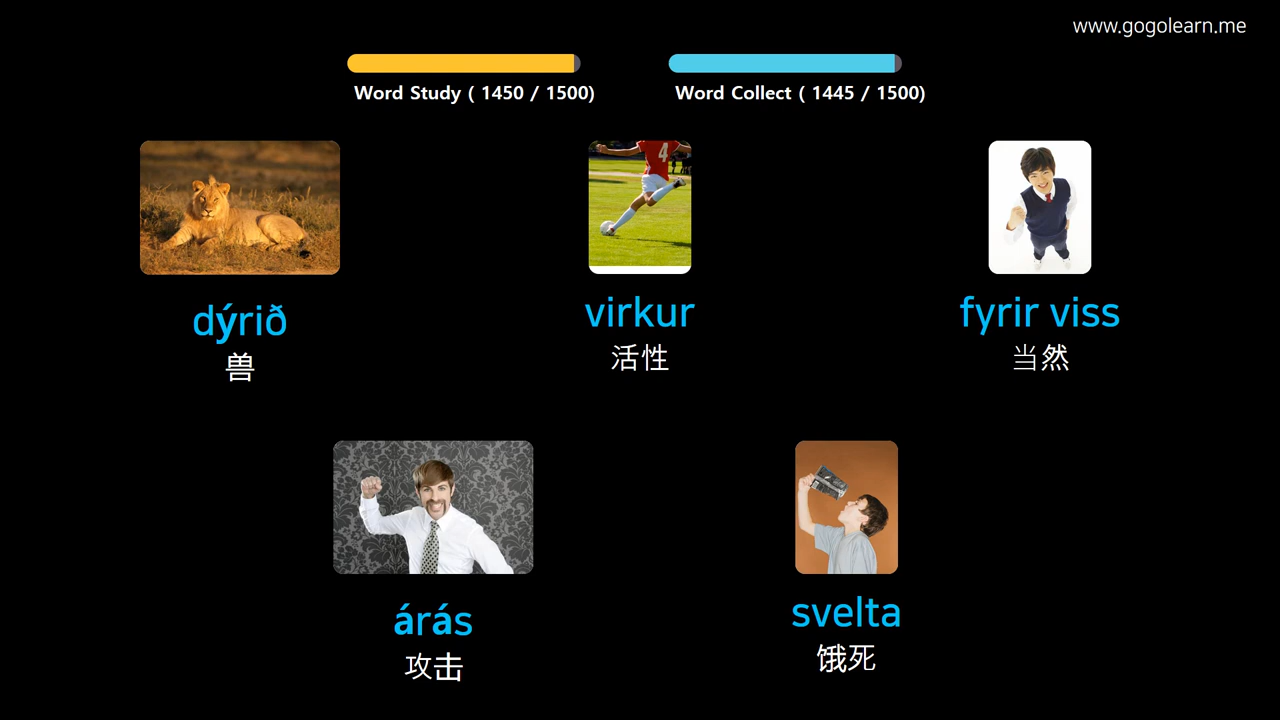 www.gogolearn.me
Word Study ( 1450 / 1500)
Word Collect ( 1445 / 1500)
4
dýrið
兽
virkur
活性
fyrir viss
当然
árás
攻击
svelta
饿死